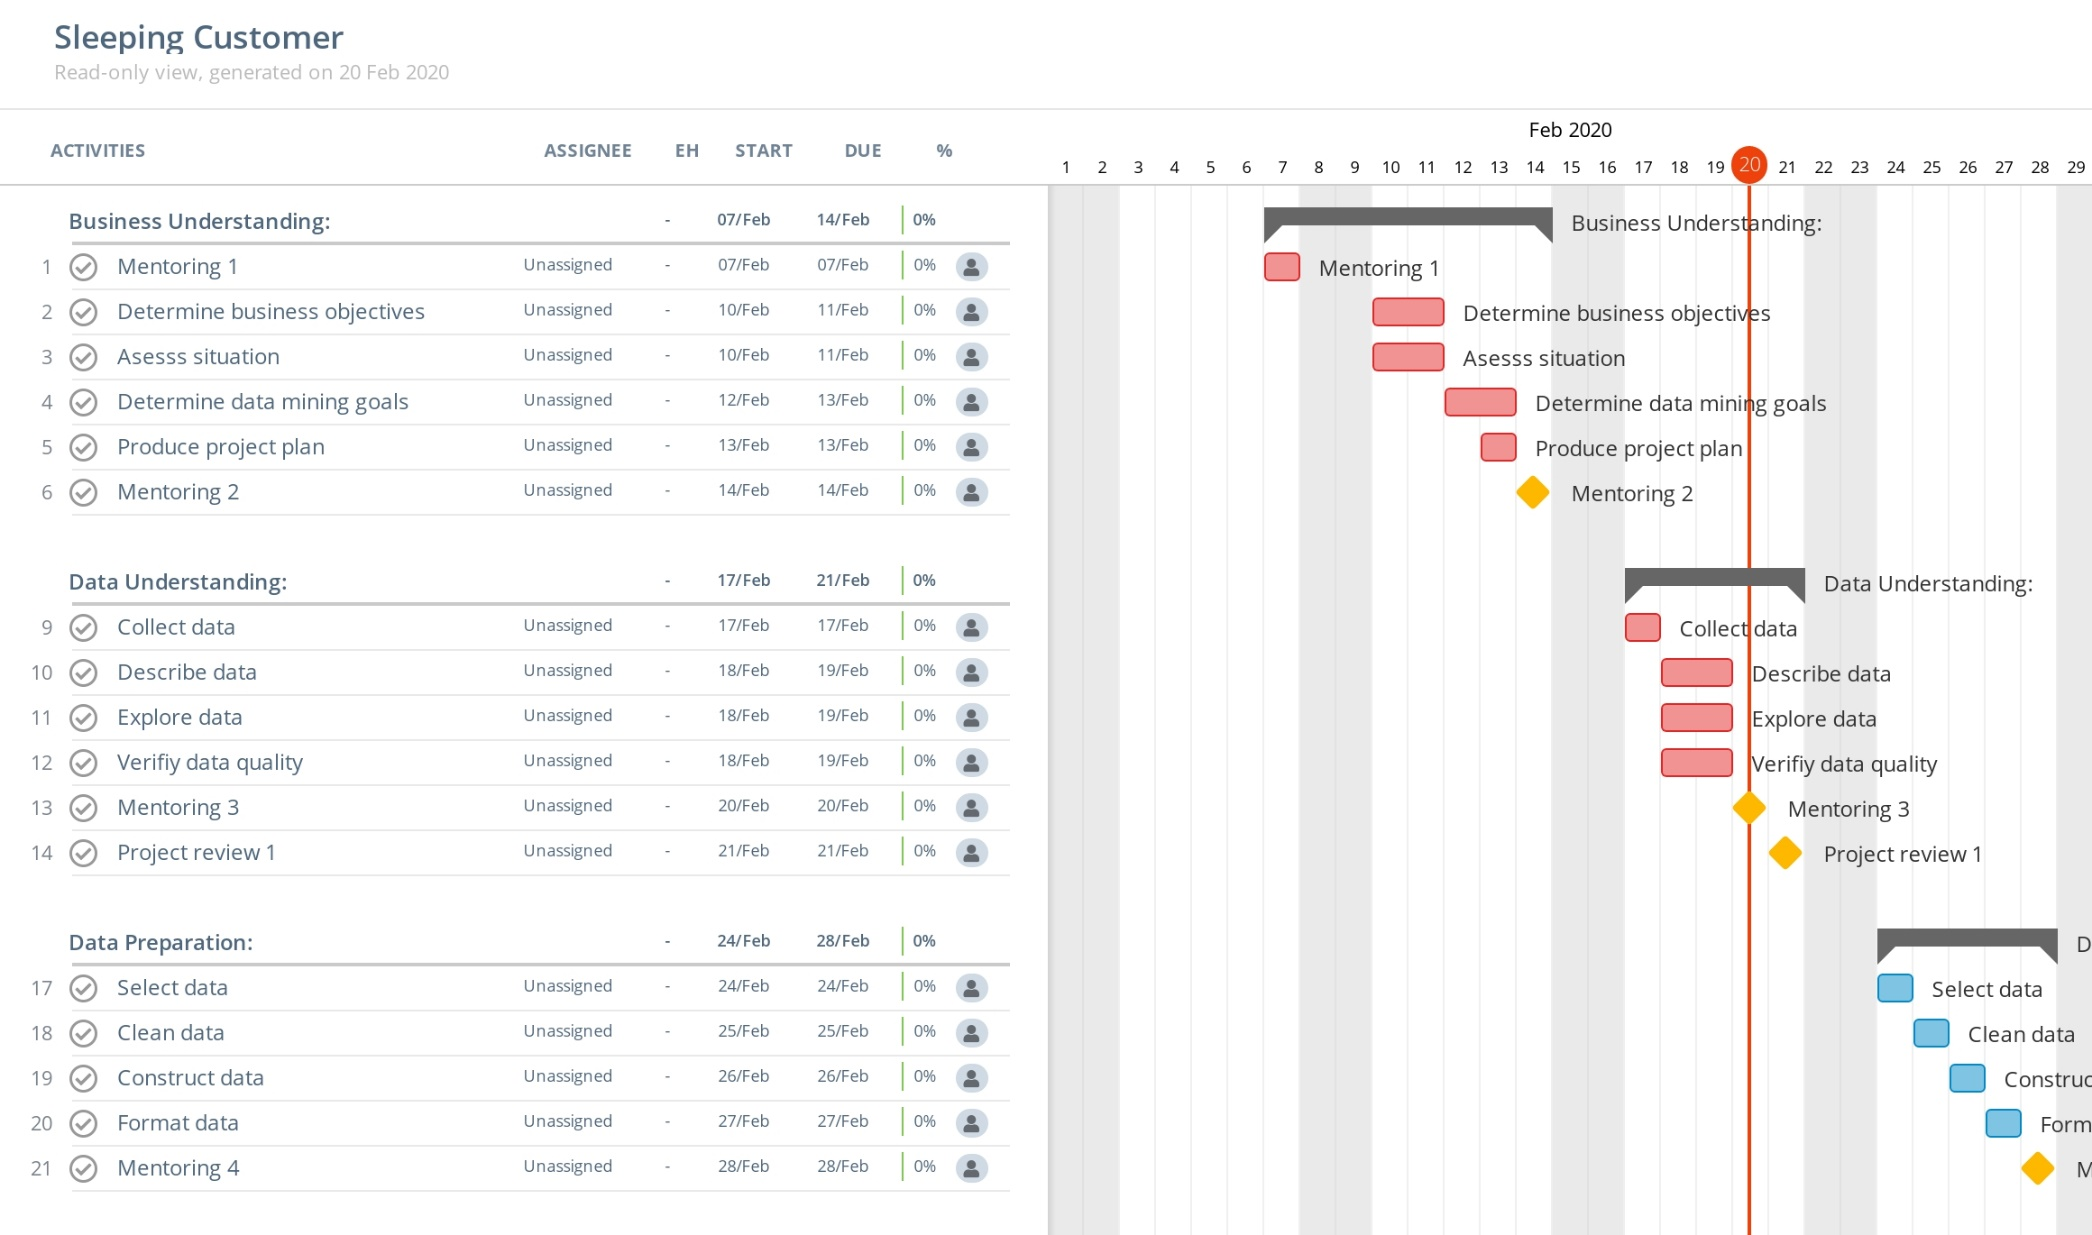 Sleeping Customer
Read-only view, generated on 20 Feb 2020
Feb 2020
ACTIVITIES ASSIGNEE EH START DUE %
1 2 3 4 5 6 7 8 9 10 11 12 13 14 15 16 17 18 19 20 21 22 23 24 25 26 27 28 29
Business Understanding: - 07/Feb 14/Feb 0% Business Understanding:
1 Mentoring 1 Unassigned - 07/Feb 07/Feb 0% Mentoring 1
2 Determine business objectives Unassigned - 10/Feb 11/Feb 0% Determine business objectives
3 Asesss situation Unassigned - 10/Feb 11/Feb 0% Asesss situation
4 Determine data mining goals Unassigned - 12/Feb 13/Feb 0% Determine data mining goals
5 Produce project plan Unassigned - 13/Feb 13/Feb 0% Produce project plan
6 Mentoring 2 Unassigned - 14/Feb 14/Feb 0% Mentoring 2
Data Understanding: - 17/Feb 21/Feb 0% Data Understanding:
9 Collect data Unassigned - 17/Feb 17/Feb 0% Collect data
10 Describe data Unassigned - 18/Feb 19/Feb 0% Describe data
11 Explore data Unassigned - 18/Feb 19/Feb 0% Explore data
12 Verifiy data quality Unassigned - 18/Feb 19/Feb 0% Verifiy data quality
13 Mentoring 3 Unassigned - 20/Feb 20/Feb 0% Mentoring 3
14 Project review 1 Unassigned - 21/Feb 21/Feb 0% Project review 1
Data Preparation: - 24/Feb 28/Feb 0% D
17 Select data Unassigned - 24/Feb 24/Feb 0% Select data
18 Clean data Unassigned - 25/Feb 25/Feb 0% Clean data
19 Construct data Unassigned - 26/Feb 26/Feb 0% Construc
20 Format data Unassigned - 27/Feb 27/Feb 0% Form
21 Mentoring 4 Unassigned - 28/Feb 28/Feb 0% M